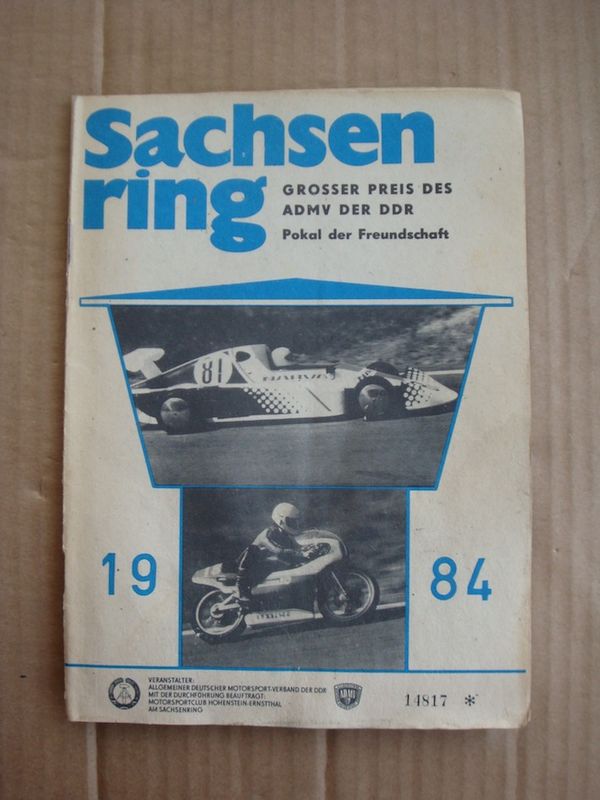 Sachsen
ring
GROSSER PREIS DES
ADMV DER DDR
Pokal der Freundschaft
81
19 84
VERANSTALTER:
ALLGEMEINER DEUTSCHER MOTORSPORT-VERBAND DER DDR
MIT DER DURCHFÜHRUNG BEAUFTRAGT:
MOTORSPORTCLUB HOHENSTEIN-ERNSTTHAL
AM SACHSENRING
ADMV
14817 *